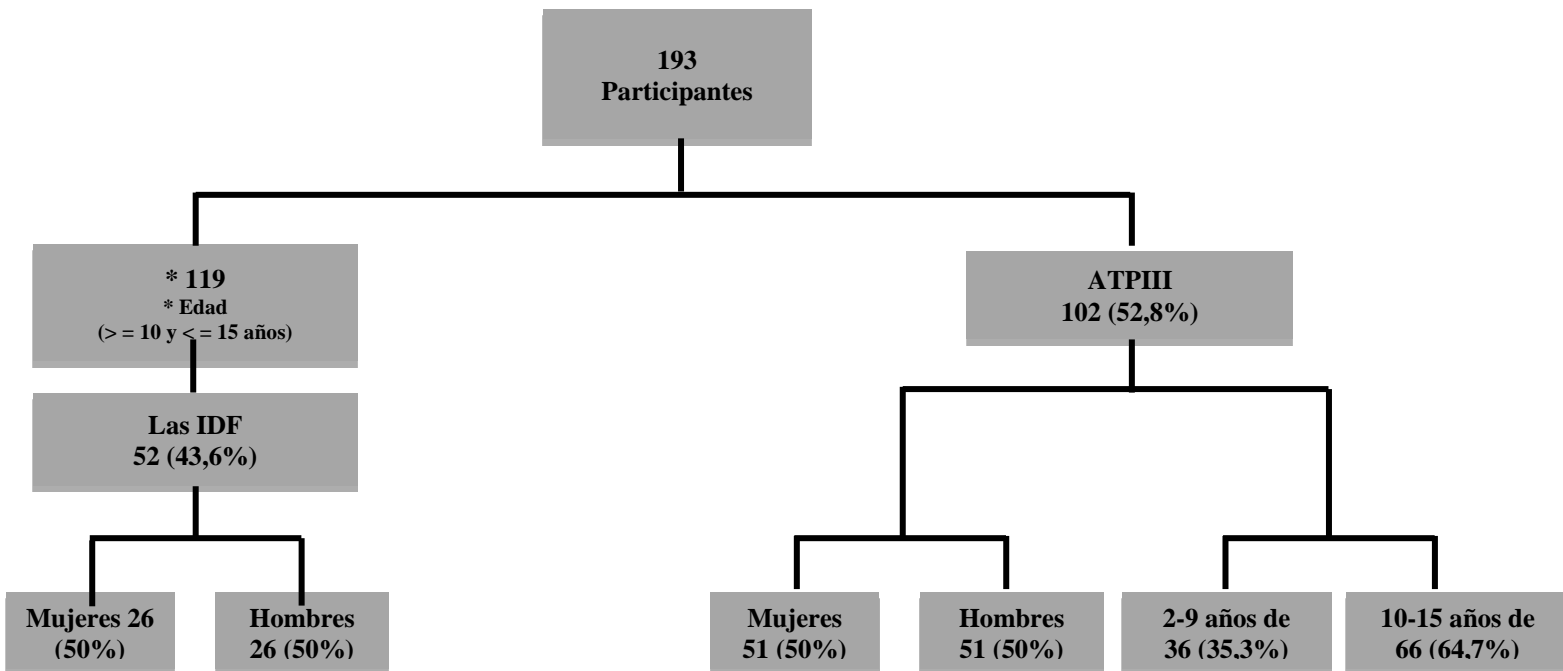 193
Participantes
* 119
* Edad
(> = 10 y < = 15 años)
ATPIII
102 (52,8%)
Las IDF
52 (43,6%)
Mujeres 26
(50%)
Hombres
26 (50%)
Mujeres
51 (50%)
Hombres
51 (50%)
2-9 años de
36 (35,3%)
10-15 años de
66 (64,7%)